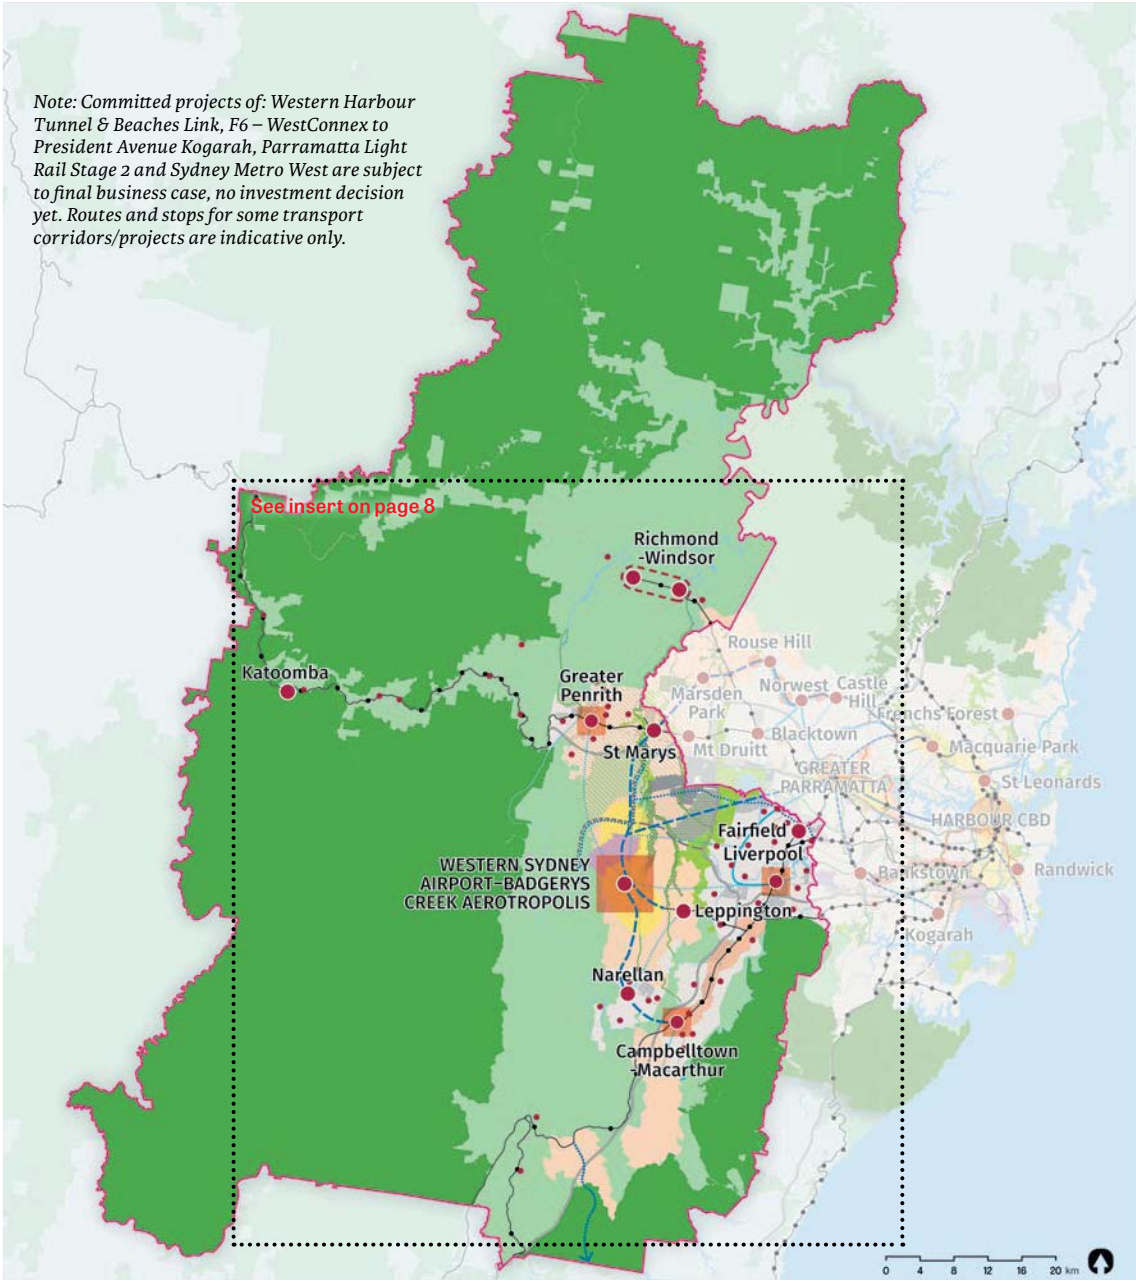 Note: Committed projects of: Western Harbour
Tunnel & Beaches Link, F6 – WestConnex to
President Avenue Kogarah, Parramatta Light
Rail Stage 2 and Sydney Metro West are subject
to final business case, no investment decision
yet. Routes and stops for some transport
corridors/projects are indicative only.
See insert on page 8
Richmond
-Windsor
Rouse Hill
Katoomba
Greater
Penrith
Marsden
Park
Norwest
Castle
Hill
Frenchs Forest
St Marys
Mt Druitt
Blacktown
Macquarie Park
GREATER
PARRAMATTA
St Leonards
Fairfield
HARBOUR CBD
Liverpool
WESTERN SYDNEY
AIRPORT–BADGERYS
CREEK AEROTROPOLIS
Bankstown
Randwick
Leppington
Kogarah
Narellan
Campbelltown
-Macarthur
0 4 8 12 16 20 km